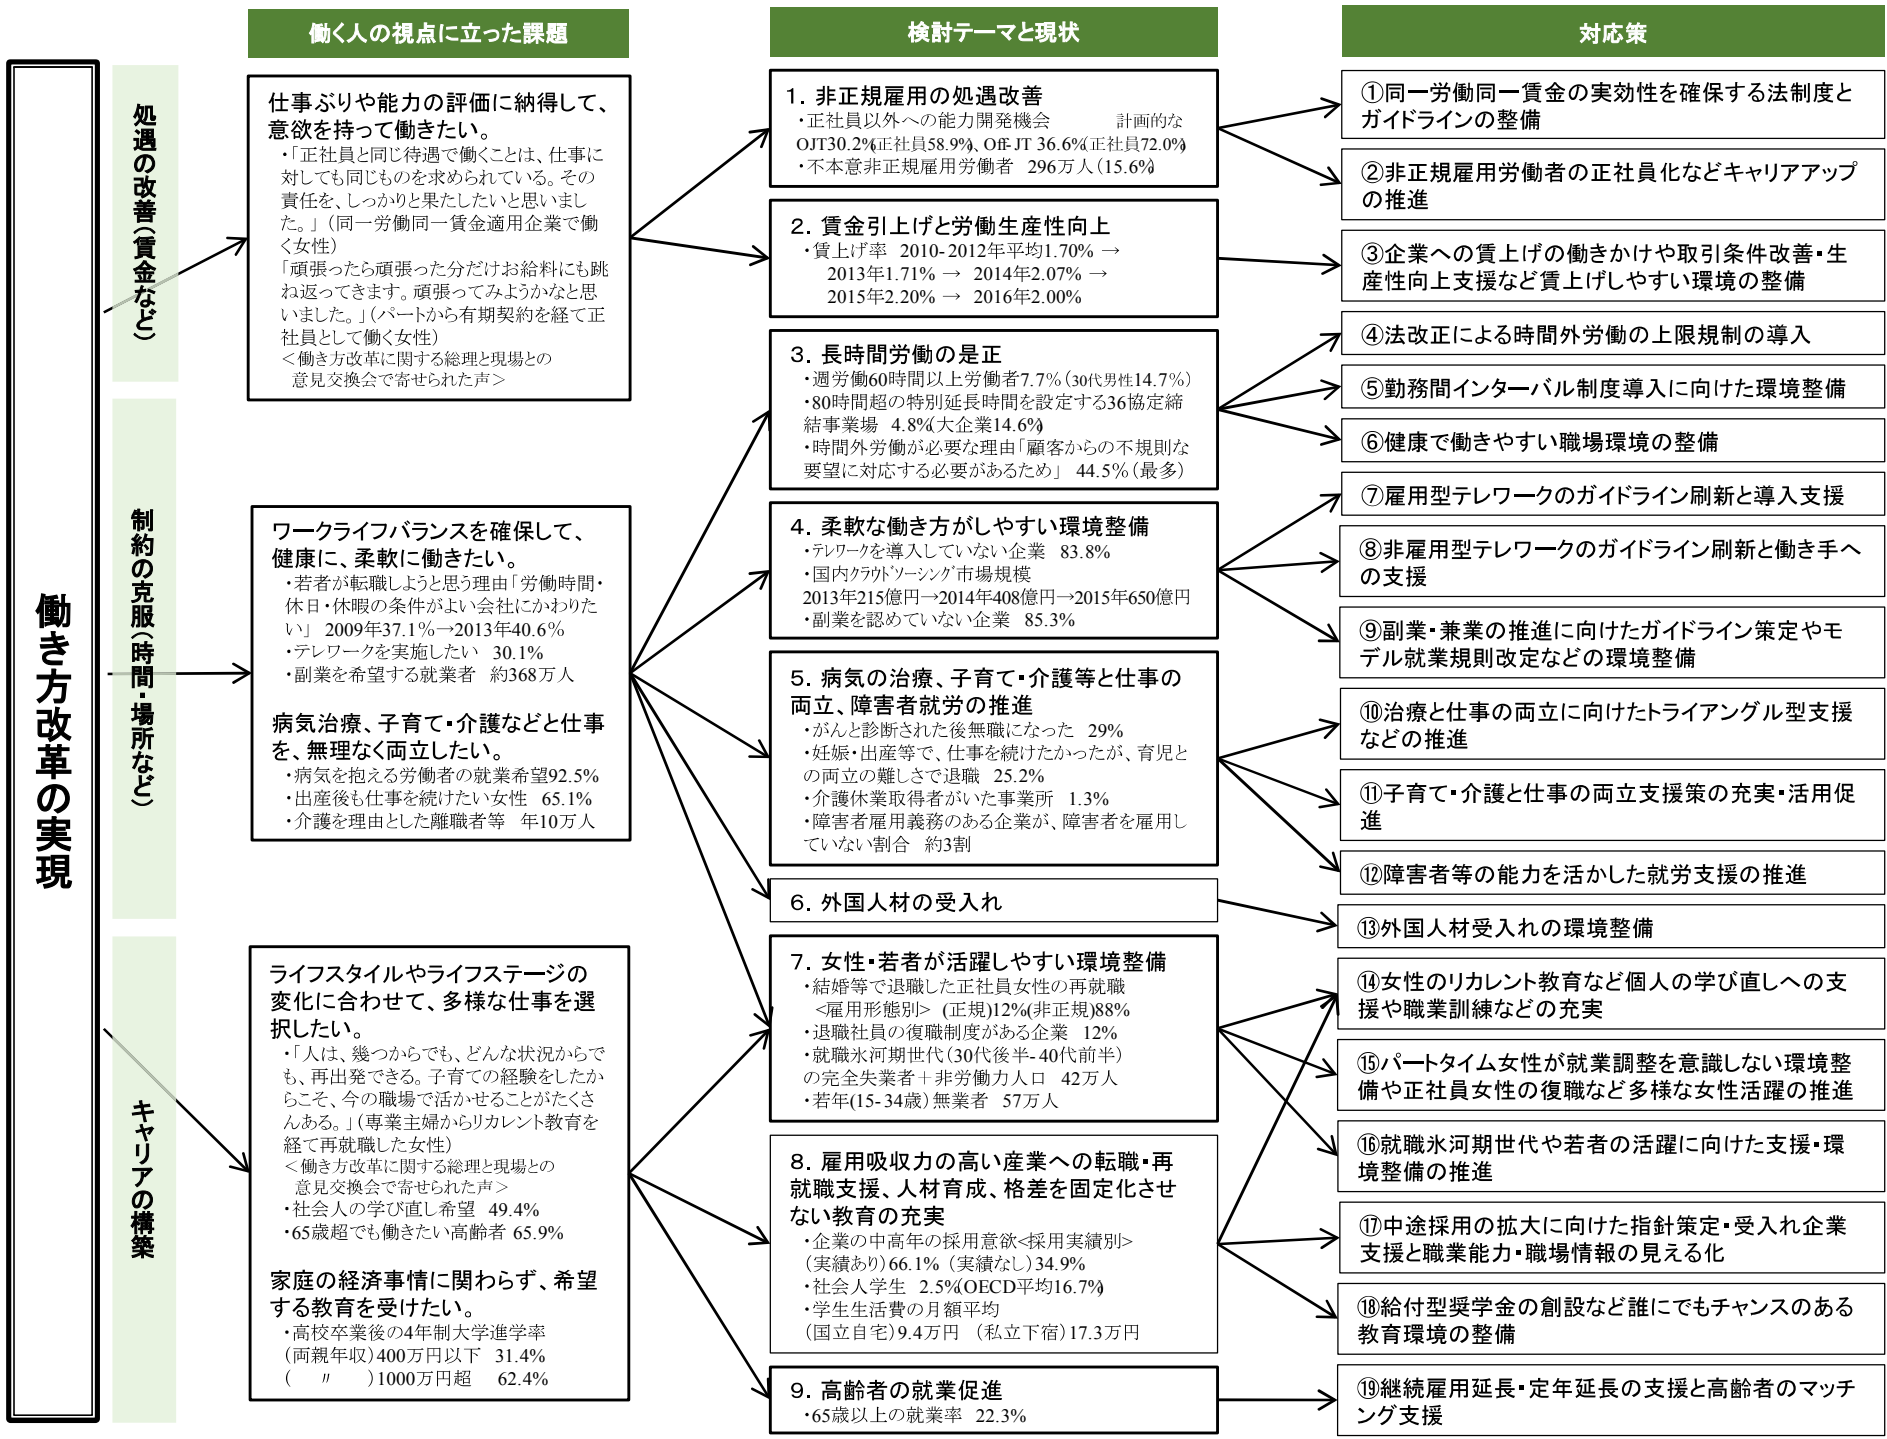 働く人の視点に立った課題
検討テーマと現状
対応策
働き方改革の実現
処遇の改善(賃金など)
仕事ぶりや能力の評価に納得して、
意欲を持って働きたい。
・「正社員と同じ待遇で働くことは、仕事に
対しても同じものを求められている。その
責任を、しっかりと果たしたいと思いまし
た。」(同一労働同一賃金適用企業で働
く女性)
「頑張ったら頑張った分だけお給料にも跳
ね返ってきます。頑張ってみようかなと思
いました。」(パートから有期契約を経て正
社員として働く女性)
<働き方改革に関する総理と現場との
意見交換会で寄せられた声>
制約の克服(時間・場所など)
ワークライフバランスを確保して、
健康に、柔軟に働きたい。
・若者が転職しようと思う理由「労働時間・
休日・休暇の条件がよい会社にかわりた
い」 2009年37.1%→2013年40.6%
・テレワークを実施したい 30.1%
・副業を希望する就業者 約368万人
病気治療、子育て・介護などと仕事
を、無理なく両立したい。
・病気を抱える労働者の就業希望92.5%
・出産後も仕事を続けたい女性 65.1%
・介護を理由とした離職者等 年10万人
キャリアの構築
ライフスタイルやライフステージの
変化に合わせて、多様な仕事を選
択したい。
・「人は、幾つからでも、どんな状況からで
も、再出発できる。子育ての経験をしたか
らこそ、今の職場で活かせることがたくさ
んある。」(専業主婦からリカレント教育を
経て再就職した女性)
<働き方改革に関する総理と現場との
意見交換会で寄せられた声>
・社会人の学び直し希望 49.4%
・65歳超でも働きたい高齢者 65.9%
家庭の経済事情に関わらず、希望
する教育を受けたい。
・高校卒業後の4年制大学進学率
(両親年収)400万円以下 31.4%
( 〃 )1000万円超 62.4%
1. 非正規雇用の処遇改善
・正社員以外への能力開発機会 計画的な
OJT30.2%(正社員58.9%)、Off-JT 36.6%(正社員72.0%)
・不本意非正規雇用労働者 296万人(15.6%)
2. 賃金引上げと労働生産性向上
・賃上げ率 2010-2012年平均1.70% →
2013年1.71% → 2014年2.07% →
2015年2.20% → 2016年2.00%
3. 長時間労働の是正
・週労働60時間以上労働者7.7%(30代男性14.7%)
・80時間超の特別延長時間を設定する36協定締
結事業場 4.8%(大企業14.6%)
・時間外労働が必要な理由「顧客からの不規則な
要望に対応する必要があるため」 44.5%(最多)
4. 柔軟な働き方がしやすい環境整備
・テレワークを導入していない企業 83.8%
・国内クラウドソーシング市場規模
2013年215億円→2014年408億円→2015年650億円
・副業を認めていない企業 85.3%
5. 病気の治療、子育て・介護等と仕事の
両立、障害者就労の推進
・がんと診断された後無職になった 29%
・妊娠・出産等で、仕事を続けたかったが、育児と
の両立の難しさで退職 25.2%
・介護休業取得者がいた事業所 1.3%
・障害者雇用義務のある企業が、障害者を雇用し
ていない割合 約3割
6. 外国人材の受入れ
7. 女性・若者が活躍しやすい環境整備
・結婚等で退職した正社員女性の再就職
<雇用形態別> (正規)12%(非正規)88%
・退職社員の復職制度がある企業 12%
・就職氷河期世代(30代後半-40代前半)
の完全失業者+非労働力人口 42万人
・若年(15-34歳)無業者 57万人
8. 雇用吸収力の高い産業への転職・再
就職支援、人材育成、格差を固定化させ
ない教育の充実
・企業の中高年の採用意欲<採用実績別>
(実績あり)66.1% (実績なし)34.9%
・社会人学生 2.5%(OECD平均16.7%)
・学生生活費の月額平均
(国立自宅)9.4万円 (私立下宿)17.3万円
9. 高齢者の就業促進
・65歳以上の就業率 22.3%
①同一労働同一賃金の実効性を確保する法制度と
ガイドラインの整備
②非正規雇用労働者の正社員化などキャリアアップ
の推進
③企業への賃上げの働きかけや取引条件改善・生
産性向上支援など賃上げしやすい環境の整備
④法改正による時間外労働の上限規制の導入
⑤勤務間インターバル制度導入に向けた環境整備
⑥健康で働きやすい職場環境の整備
⑦雇用型テレワークのガイドライン刷新と導入支援
⑧非雇用型テレワークのガイドライン刷新と働き手へ
の支援
⑨副業・兼業の推進に向けたガイドライン策定やモ
デル就業規則改定などの環境整備
⑩治療と仕事の両立に向けたトライアングル型支援
などの推進
⑪子育て・介護と仕事の両立支援策の充実・活用促
進
⑫障害者等の能力を活かした就労支援の推進
⑬外国人材受入れの環境整備
⑭女性のリカレント教育など個人の学び直しへの支
援や職業訓練などの充実
⑮パートタイム女性が就業調整を意識しない環境整
備や正社員女性の復職など多様な女性活躍の推進
⑯就職氷河期世代や若者の活躍に向けた支援・環
境整備の推進
⑰中途採用の拡大に向けた指針策定・受入れ企業
支援と職業能力・職場情報の見える化
⑱給付型奨学金の創設など誰にでもチャンスのある
教育環境の整備
⑲継続雇用延長・定年延長の支援と高齢者のマッチ
ング支援